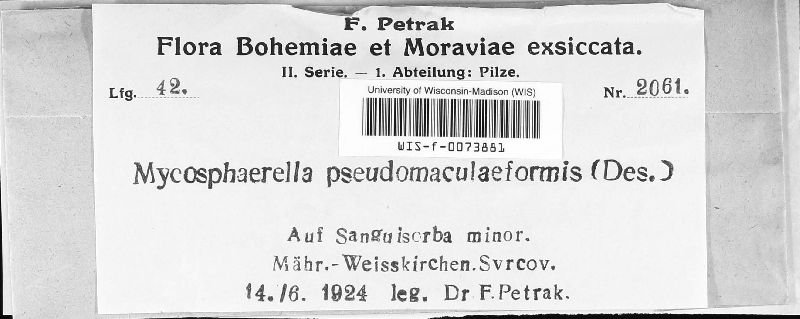 F. Petrak
Flora Bohemiae et Moraviae exsiccata.
II. Serie. — 1. Abteilung: Pilze.
Lfg. 42. Nr. 2061.
University of Wisconsin-Madison (WIS)
WIS-f-0073881
Mycosphaerella pseudomaculaeformis (Des.)
Auf Sanguisorba minor.
Mähr.-Weisskirchen.Svrcov.
14./6. 1924 leg. Dr F. Petrak.